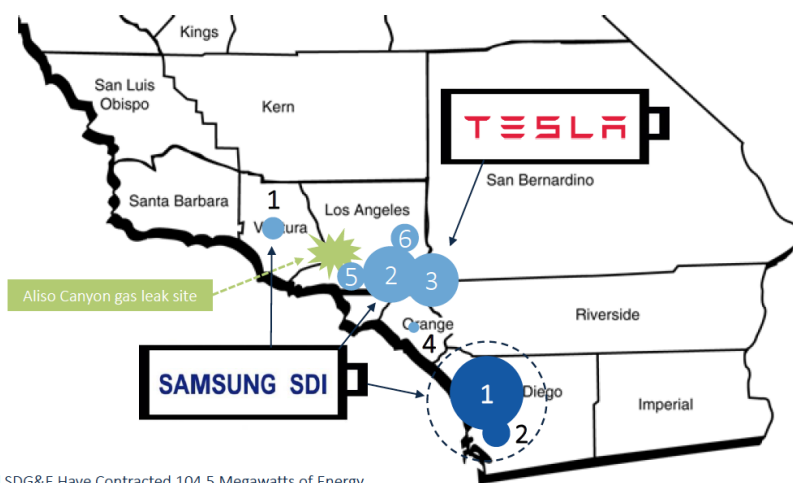 Kings
San Luis
Obispo
Kern
TESLA
San Bernardino
Santa Barbara
1
Ventura
Los Angeles
6
5
2
3
Aliso Canyon gas leak site
Orange
4
Riverside
SAMSUNG SDI
1
Diego
2
Imperial
SDG&E Have Contracted 104.5 Megawatts of Energy